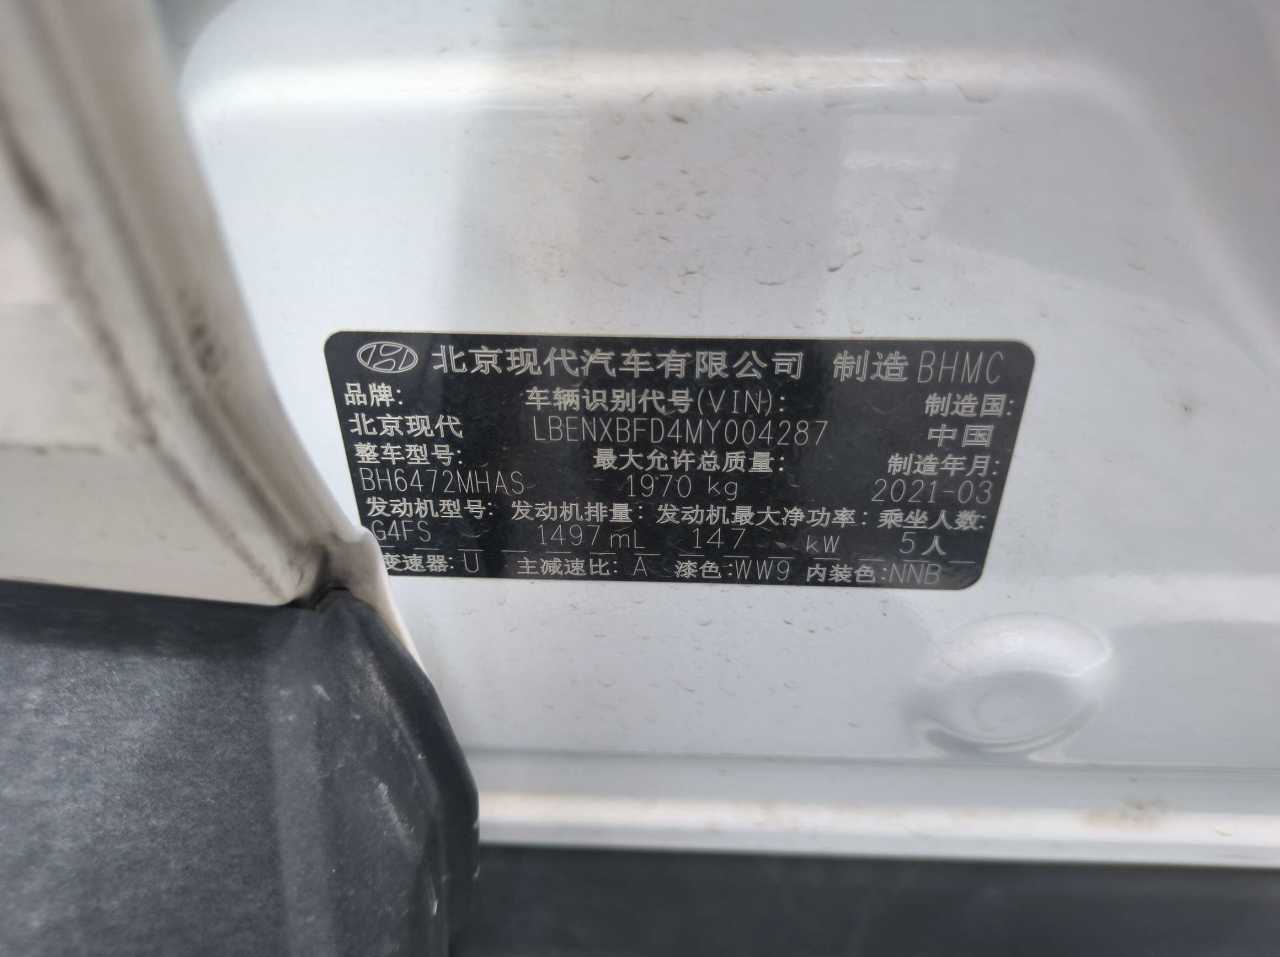 北京现代汽车有限公司 制造 BHMC
品牌: 车辆识别代号(VIN): 制造国:
北京现代 LBENXBFD4MY004287 中国
整车型号: 最大允许总质量: 制造年月:
BH6472MHAS 1970 kg 2021-03
发动机型号: 发动机排量: 发动机最大净功率: 乘坐人数:
G4FS 1497 mL 147 kW 5人
变速器: U 主减速比: A 漆色: WW9 内装色: NNB